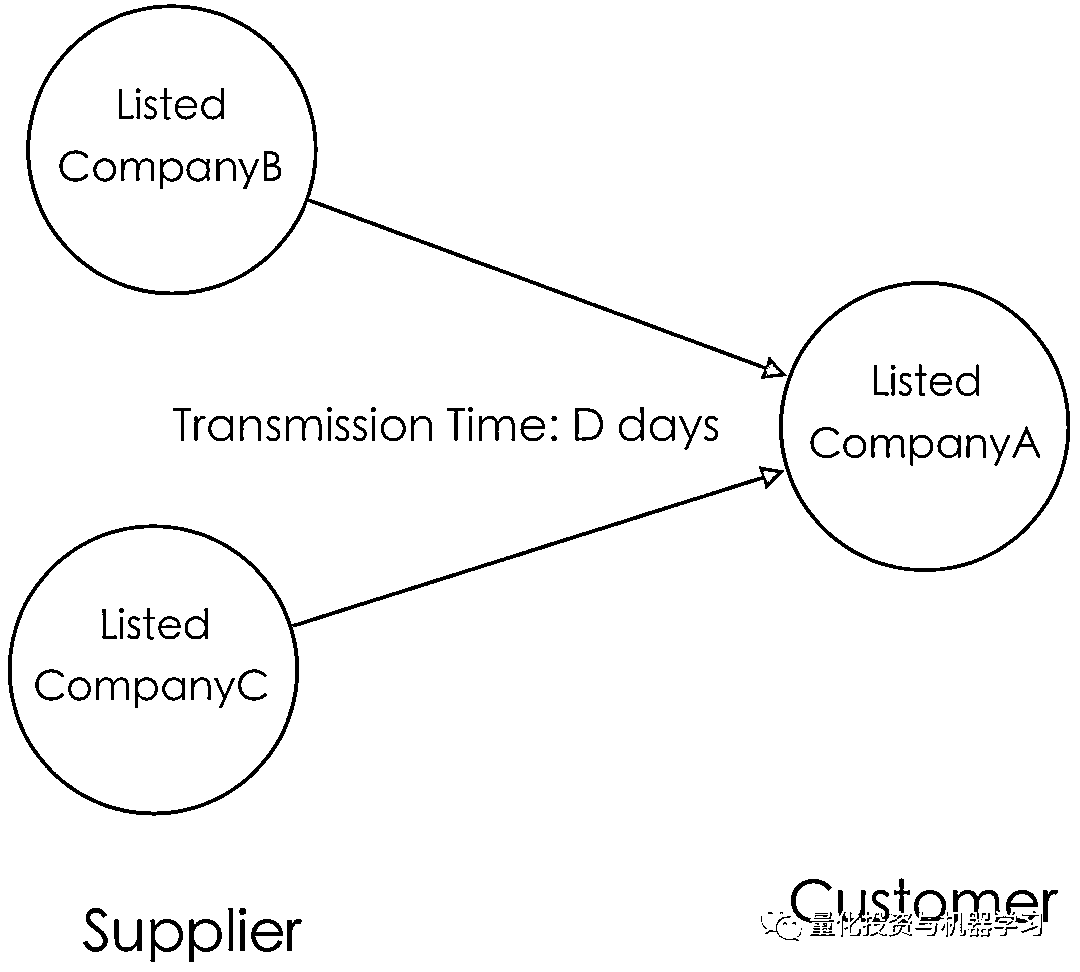 Listed
CompanyB
Listed
CompanyA
Transmission Time: D days
Listed
CompanyC
Customer
Supplier
量化投资与机器学习